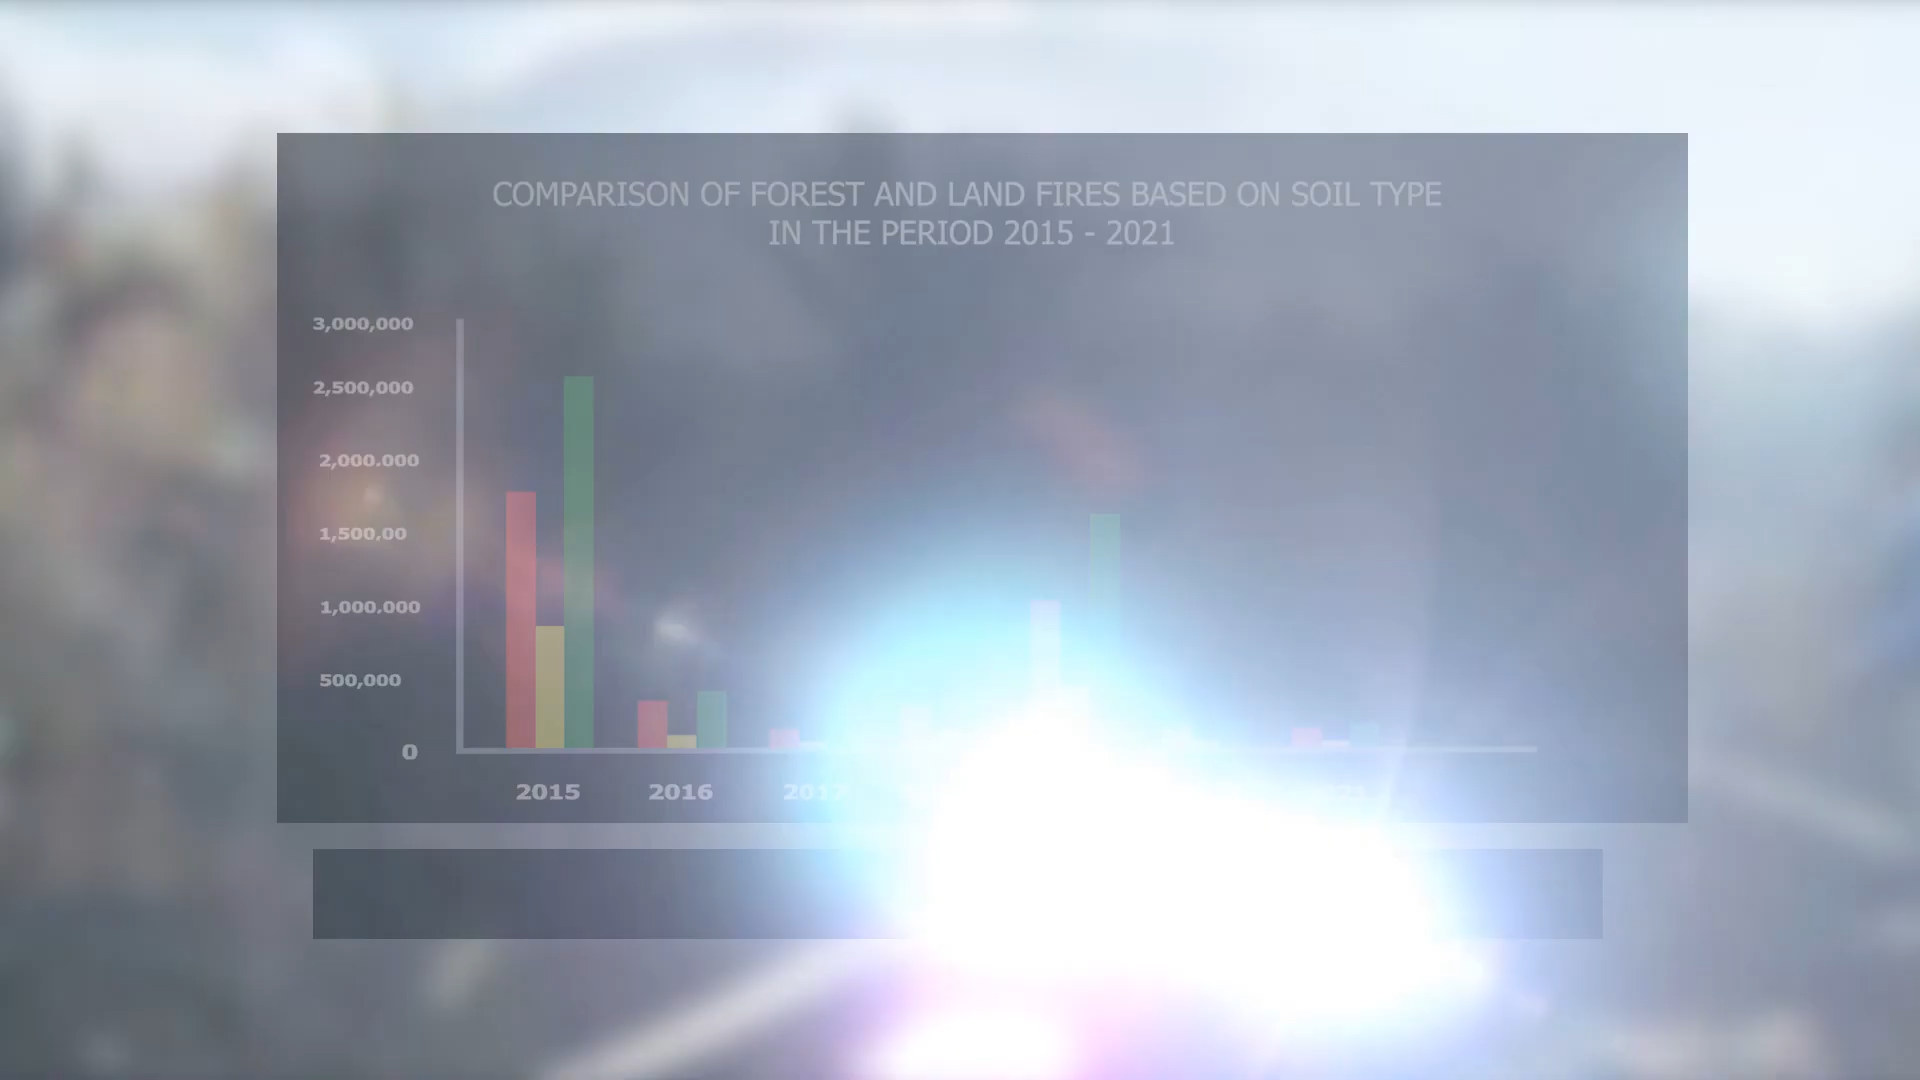 COMPARISON OF FOREST AND LAND FIRES BASED ON SOIL TYPE
IN THE PERIOD 2015 - 2021
3,000,000
2,500,000
2,000.000
1,500,00
1,000.000
500,000
0
2015 2016 2017